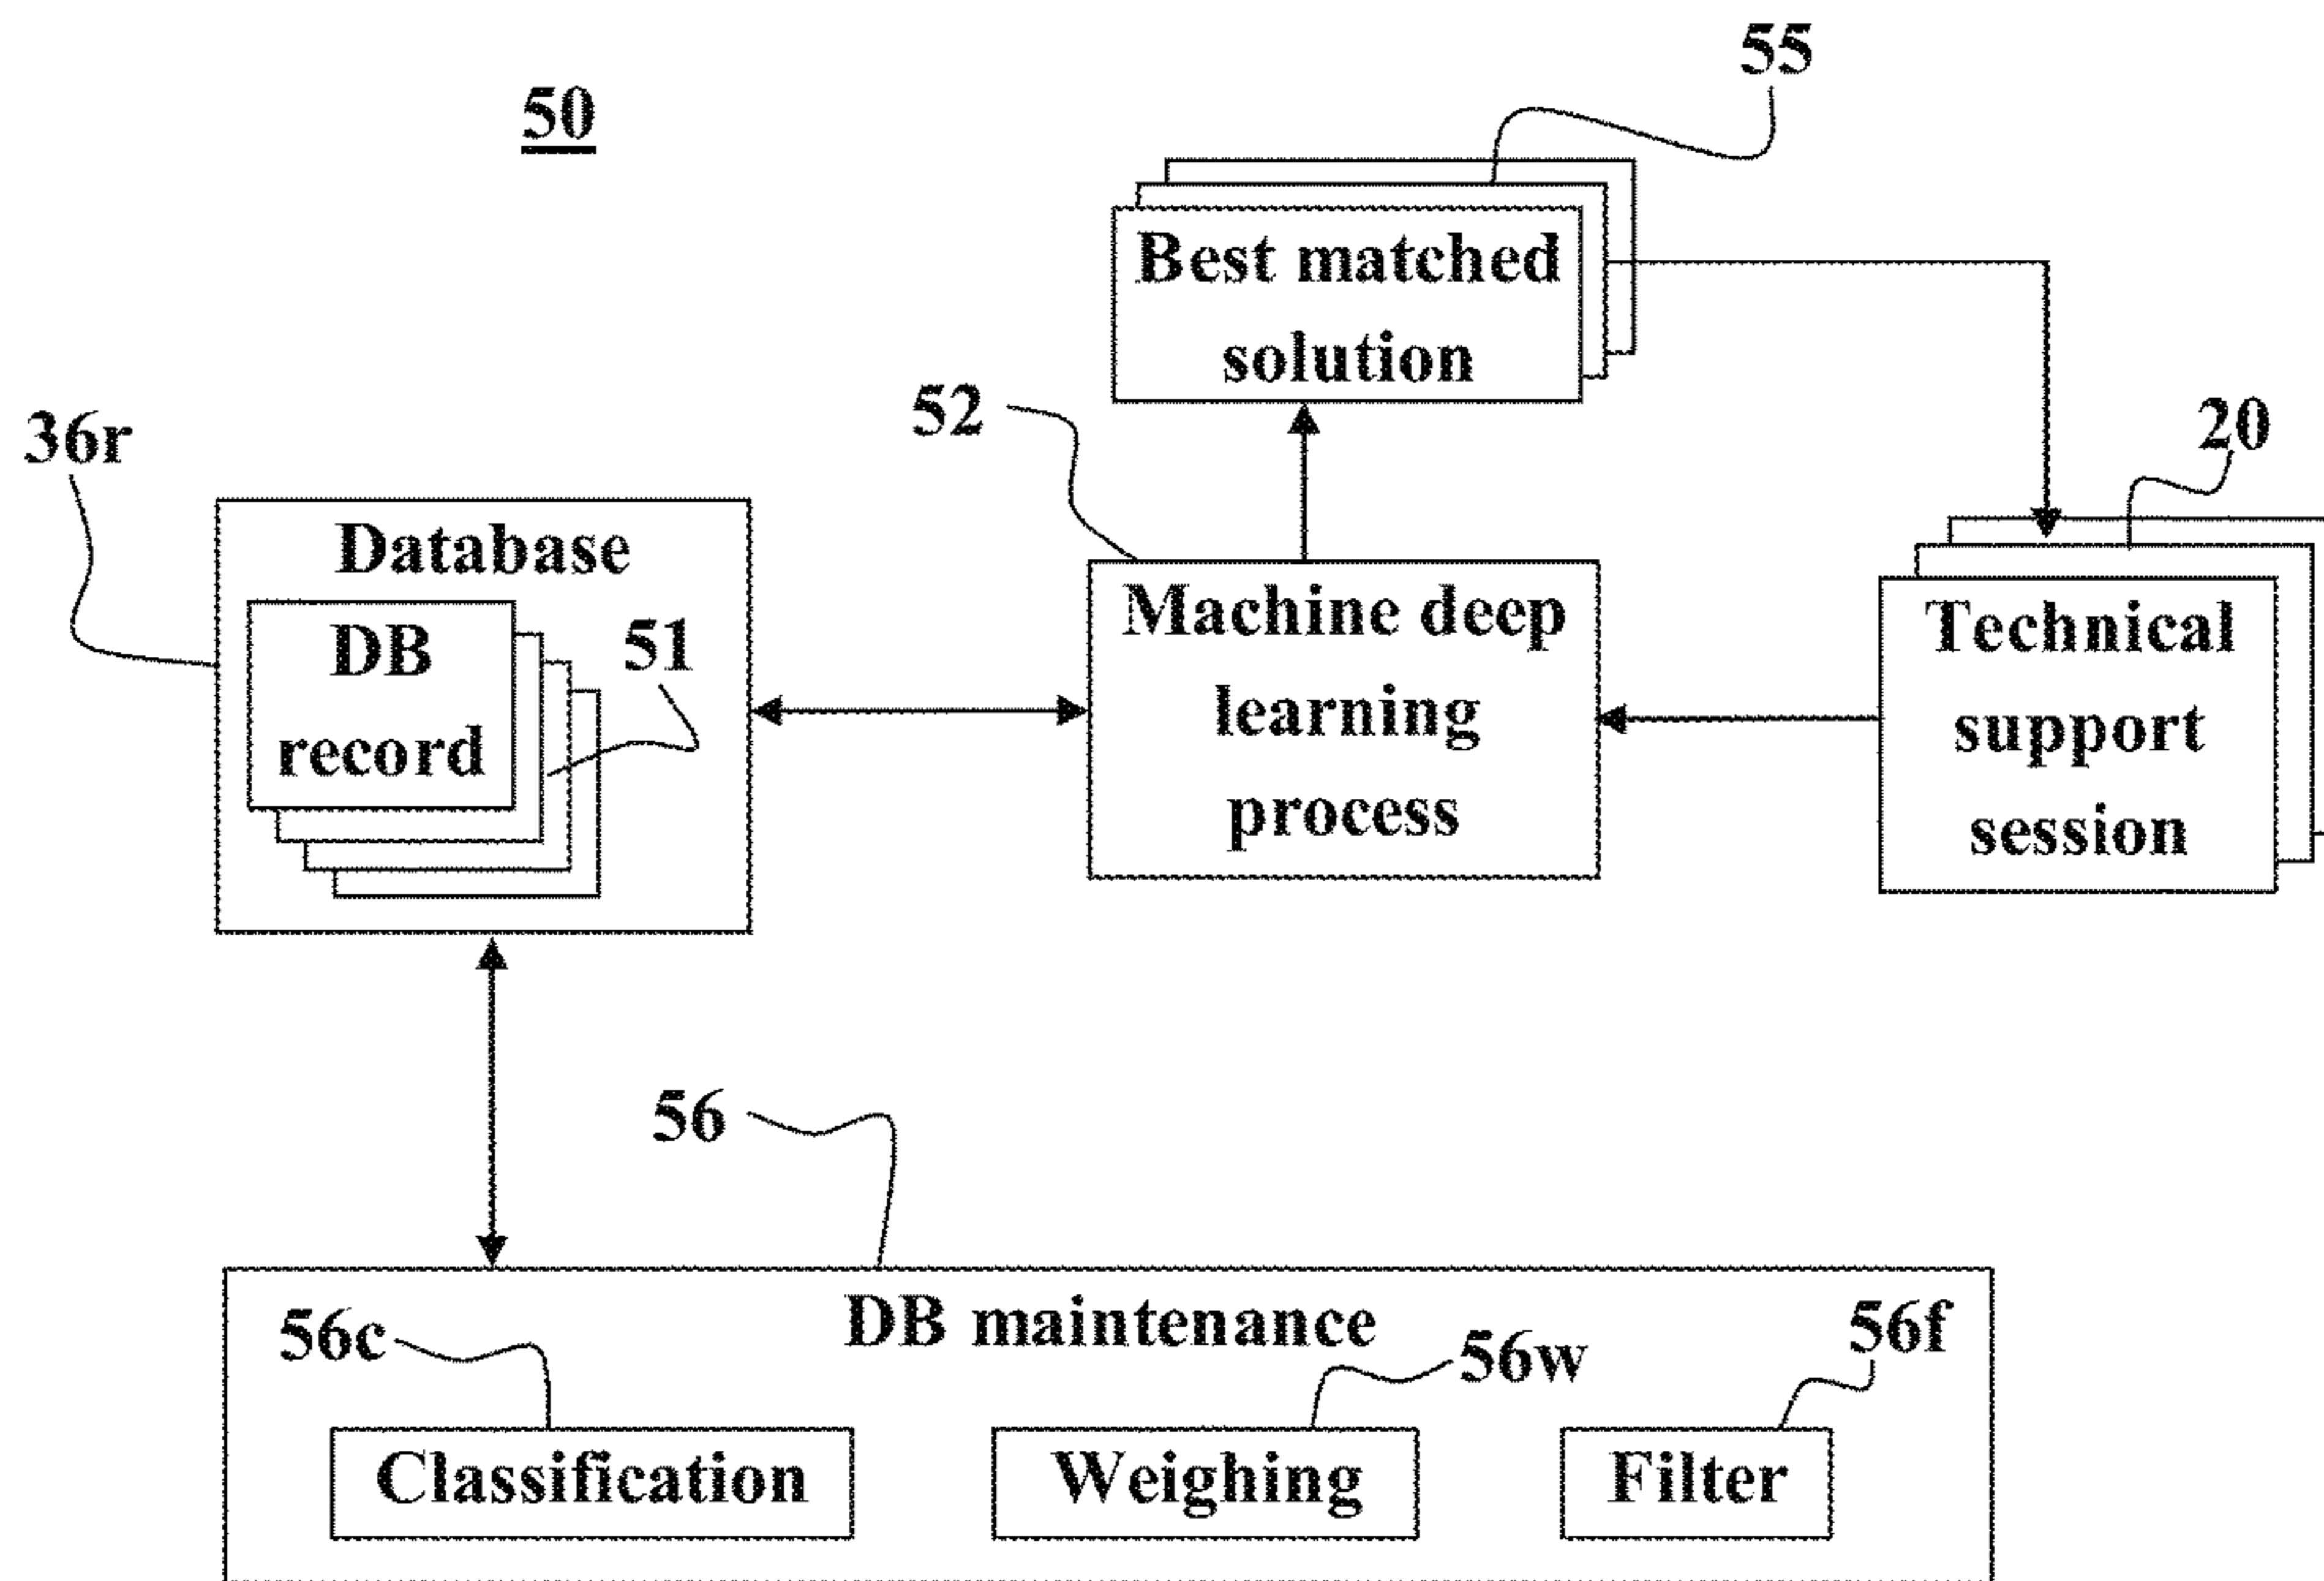 55
50
Best matched
solution
52
36r
20
Database
DB
record
51
Machine deep
learning
process
Technical
support
session
56
DB maintenance
56c
56w
56f
Classification
Weighing
Filter